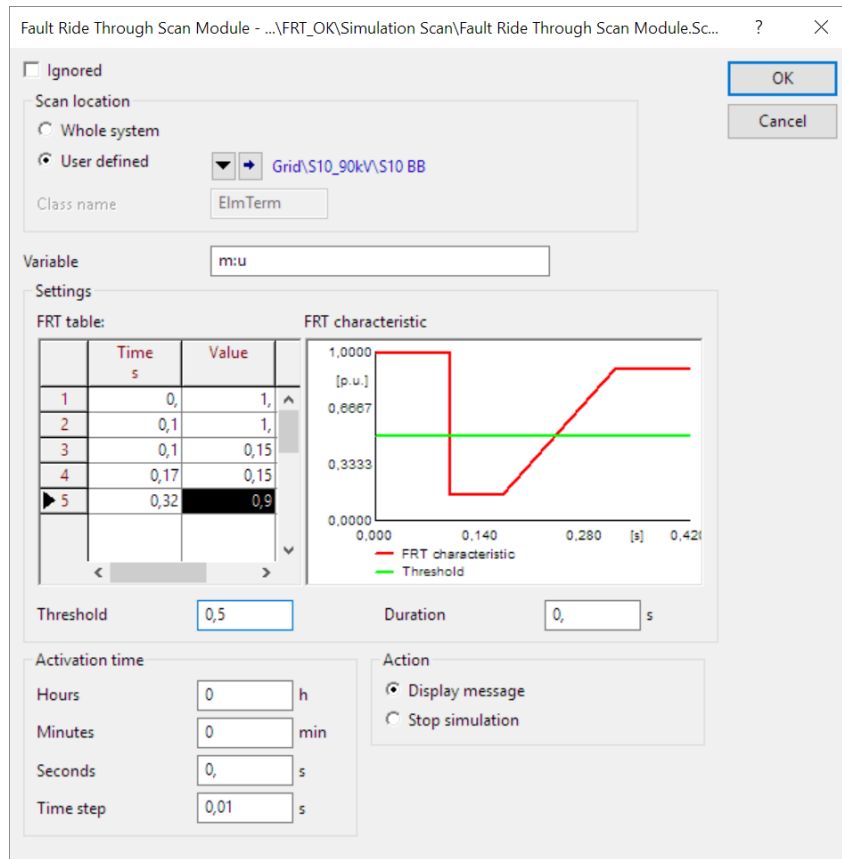 Fault Ride Through Scan Module - ...\FRT_OK\Simulation Scan\Fault Ride Through Scan Module.Sc... ?
OK
Cancel
Ignored
Scan location
Whole system
User defined Grid\S10_90kV\S10 BB
Class name ElmTerm
Variable m:u
Settings
FRT table:
Time
s
Value
1 0, 1,
2 0,1 1,
3 0,1 0,15
4 0,17 0,15
5 0,32 0,9
FRT characteristic
1,0000
[p.u.]
0,6667
0,3333
0,0000
0,000 0,140 0,280 [s] 0,420
FRT characteristic
Threshold
Threshold 0,5 Duration 0, s
Activation time
Hours 0 h
Minutes 0 min
Seconds 0, s
Time step 0,01 s
Action
Display message
Stop simulation